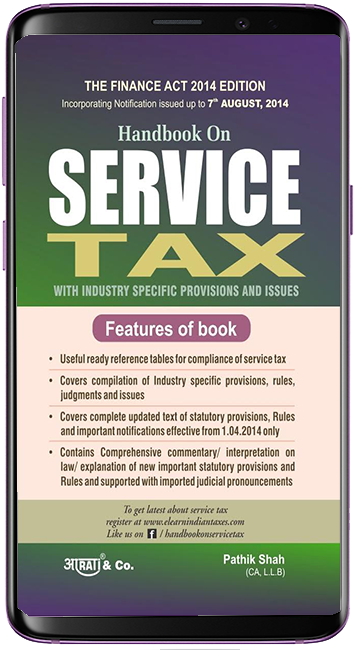 THE FINANCE ACT 2014 EDITION
Incorporating Notification issued up to 7th AUGUST, 2014
Handbook On
SERVICE
TAX
WITH INDUSTRY SPECIFIC PROVISIONS AND ISSUES
Features of book
• Useful ready reference tables for compliance of service tax
• Covers compilation of Industry specific provisions, rules,
judgments and issues
• Covers complete updated text of statutory provisions, Rules
and important notifications effective from 1.04.2014 only
• Contains Comprehensive commentary/ interpretation on
law/ explanation of new important statutory provisions and
Rules and supported with imported judicial pronouncements
To get latest about service tax
register at www.elearnindiantaxes.com
Like us on f / handbookonservicetax
आरती® & Co.
Pathik Shah
(CA, L.L.B)